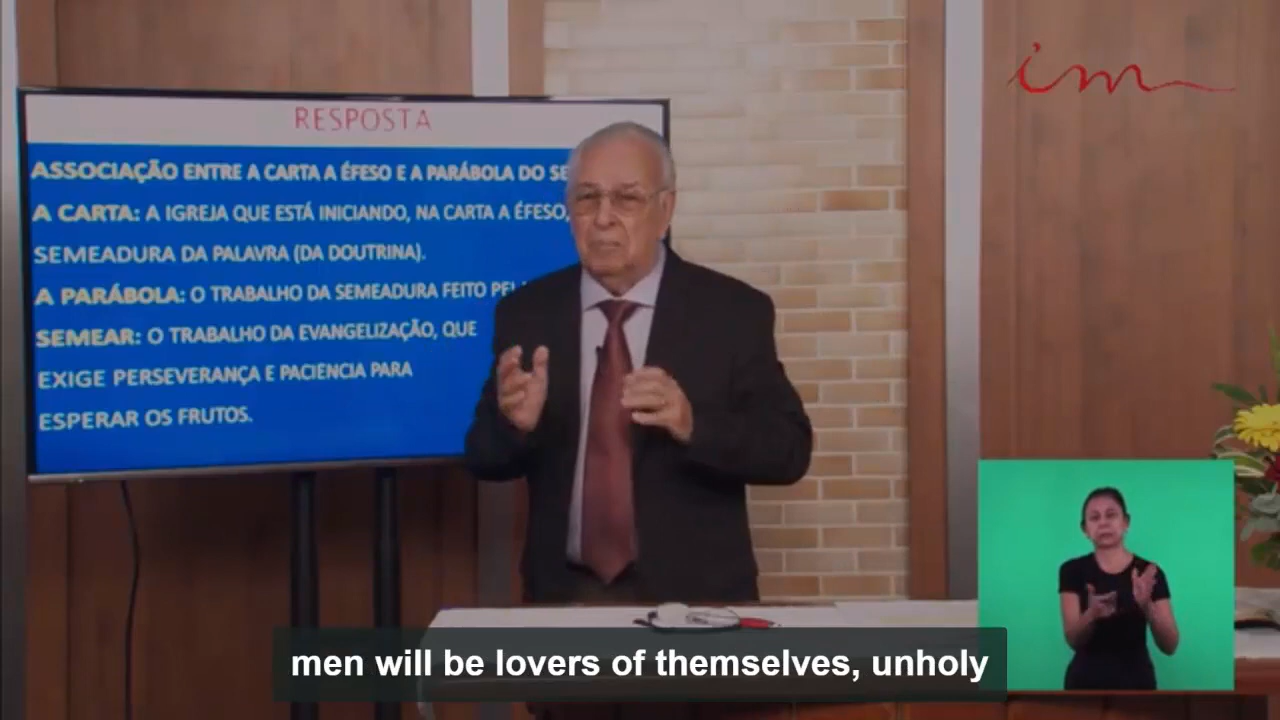 im
RESPOSTA
ASSOCIAÇÃO ENTRE A CARTA A ÉFESO E A PARÁBOLA DO SE
A CARTA: A IGREJA QUE ESTÁ INICIANDO, NA CARTA A ÉFESO,
SEMEADURA DA PALAVRA (DA DOUTRINA).
A PARÁBOLA: O TRABALHO DA SEMEADURA FEITO PEL
SEMEAR: O TRABALHO DA EVANGELIZAÇÃO, QUE
EXIGE PERSEVERANÇA E PACIENCIA PARA
ESPERAR OS FRUTOS.
men will be lovers of themselves, unholy